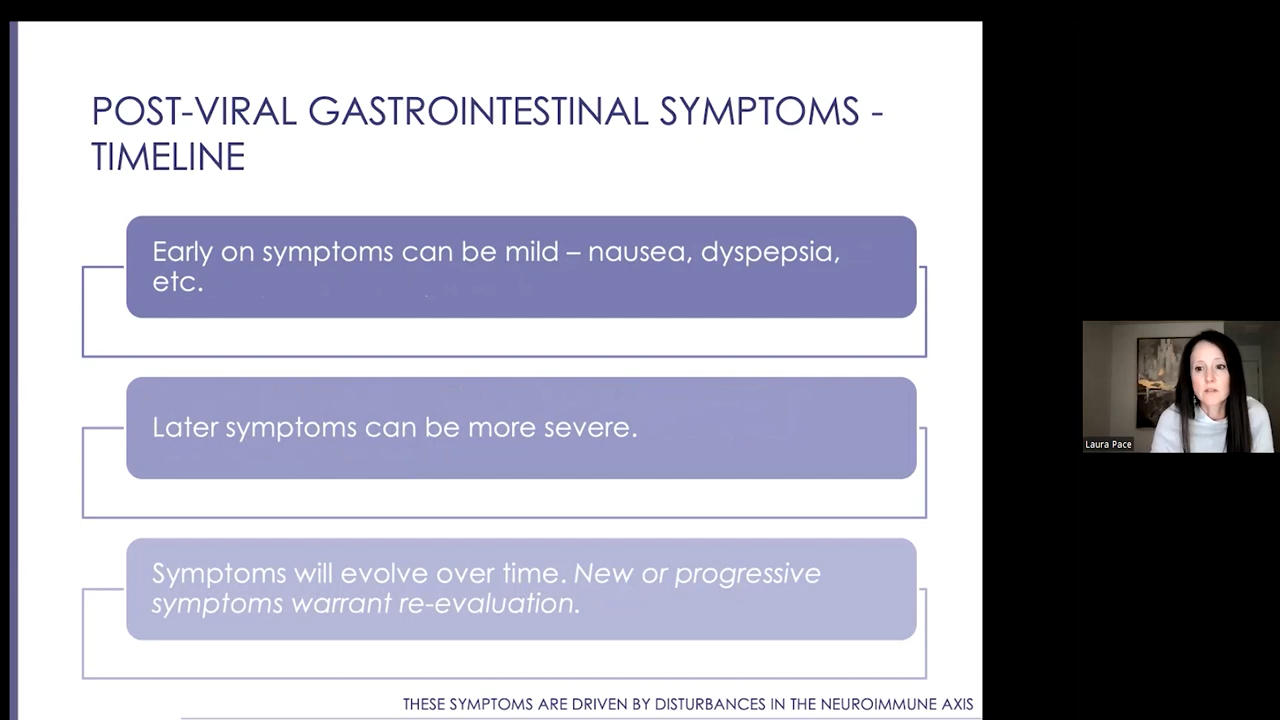 POST-VIRAL GASTROINTESTINAL SYMPTOMS -
TIMELINE
Early on symptoms can be mild – nausea, dyspepsia,
etc.
Later symptoms can be more severe.
Symptoms will evolve over time. New or progressive
symptoms warrant re-evaluation.
THESE SYMPTOMS ARE DRIVEN BY DISTURBANCES IN THE NEUROIMMUNE AXIS
Laura Pace